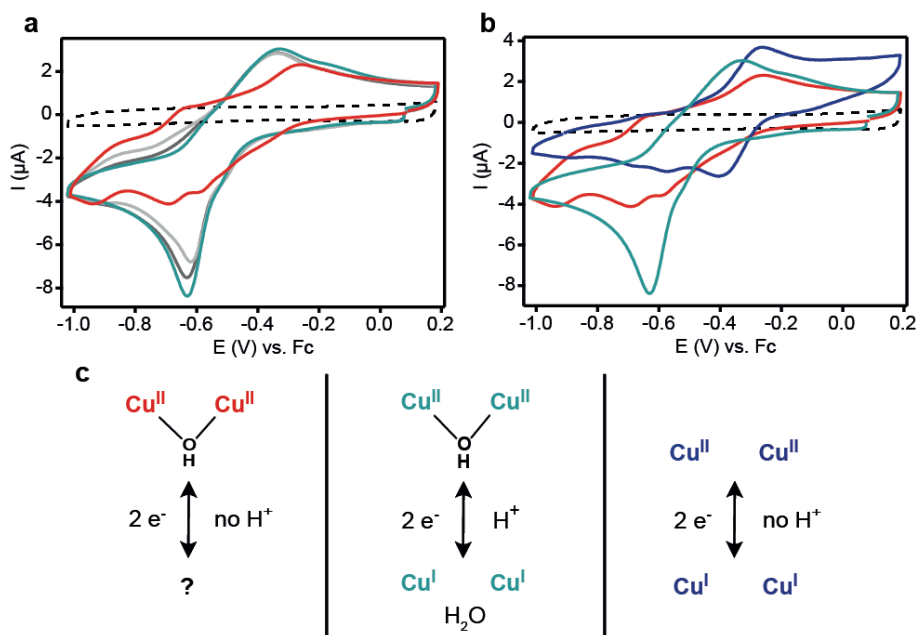 a
b
I (µA)
2
0
-2
-4
-6
-8
-1.0 -0.8 -0.6 -0.4 -0.2 0.0 0.2
E (V) vs. Fc
I (µA)
4
2
0
-2
-4
-6
-8
-1.0 -0.8 -0.6 -0.4 -0.2 0.0 0.2
E (V) vs. Fc
c
Cuᴵᴵ Cuᴵᴵ
O
H
2 e⁻ no H⁺
?
Cuᴵᴵ Cuᴵᴵ
O
H
2 e⁻ H⁺
Cuᴵ Cuᴵ
H₂O
Cuᴵᴵ Cuᴵᴵ
2 e⁻ no H⁺
Cuᴵ Cuᴵ